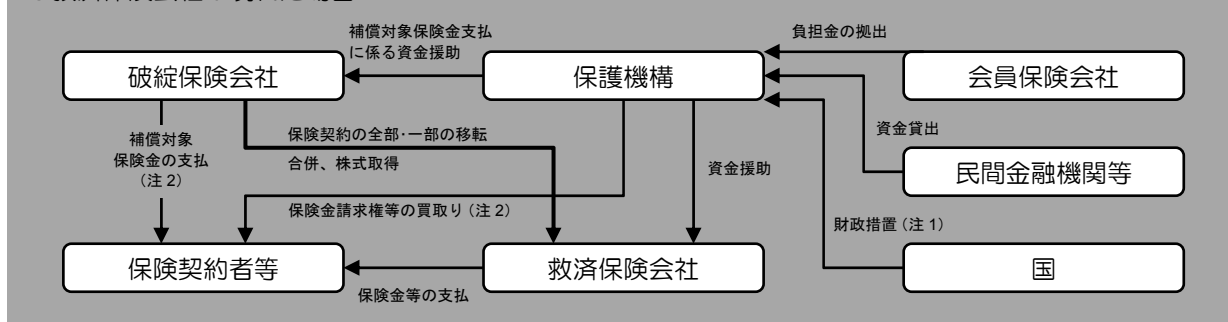 補償対象保険金支払
に係る資金援助
負担金の拠出
破綻保険会社
保護機構
会員保険会社
補償対象
保険金の支払
（注2）
保険契約の全部・一部の移転
合併、株式取得
資金援助
資金貸出
民間金融機関等
保険金請求権等の買取り（注2）
財政措置（注1）
保険契約者等
救済保険会社
国
保険金等の支払